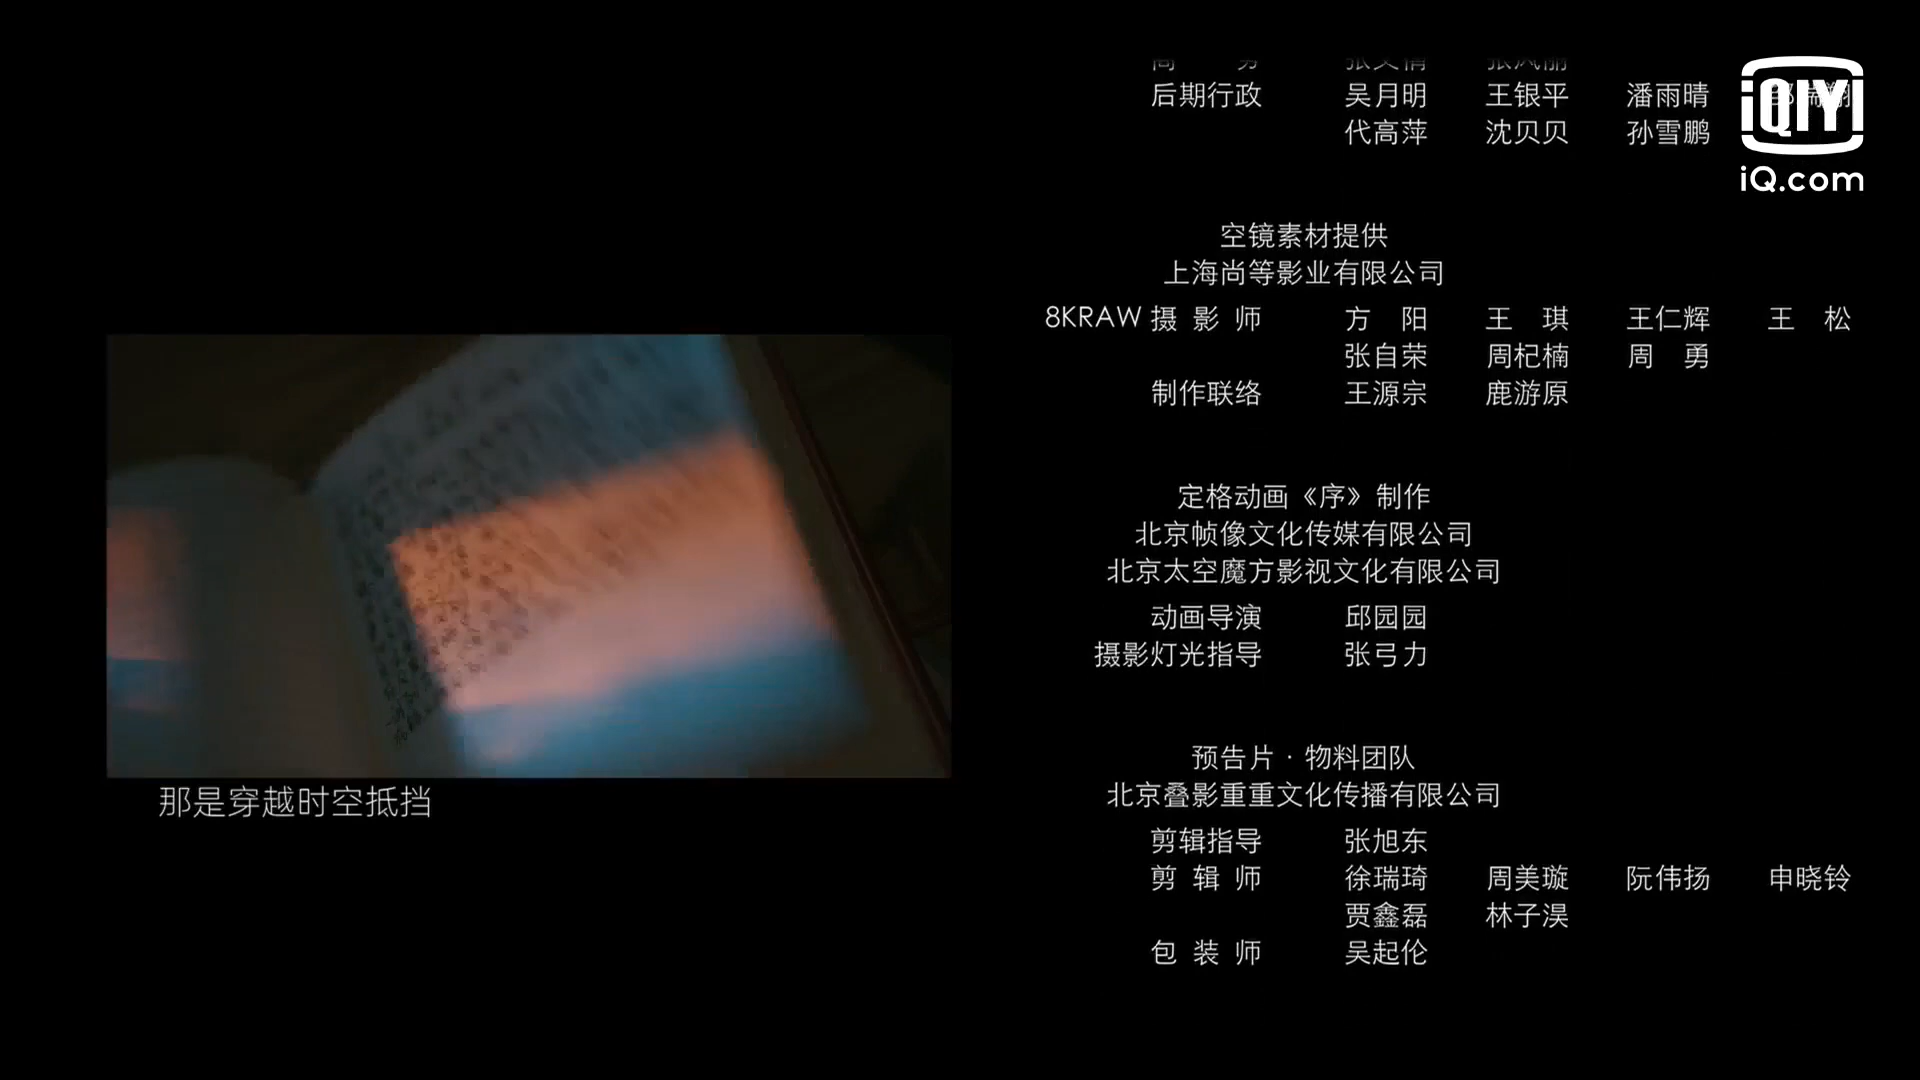 后期行政 吴月明 王银平 潘雨晴
代高萍 沈贝贝 孙雪鹏
QIYI
iQ.com
空镜素材提供
上海尚等影业有限公司
8KRAW 摄影师 方阳 王琪 王仁辉 王松
张自荣 周杞楠 周勇
制作联络 王源宗 鹿游原
定格动画《序》制作
北京帧像文化传媒有限公司
北京太空魔方影视文化有限公司
动画导演 邱园园
摄影灯光指导 张弓力
预告片·物料团队
北京叠影重重文化传播有限公司
剪辑指导 张旭东
剪辑师 徐瑞琦 周美璇 阮伟扬 申晓铃
贾鑫磊 林子淏
包装师 吴起伦
那是穿越时空抵挡